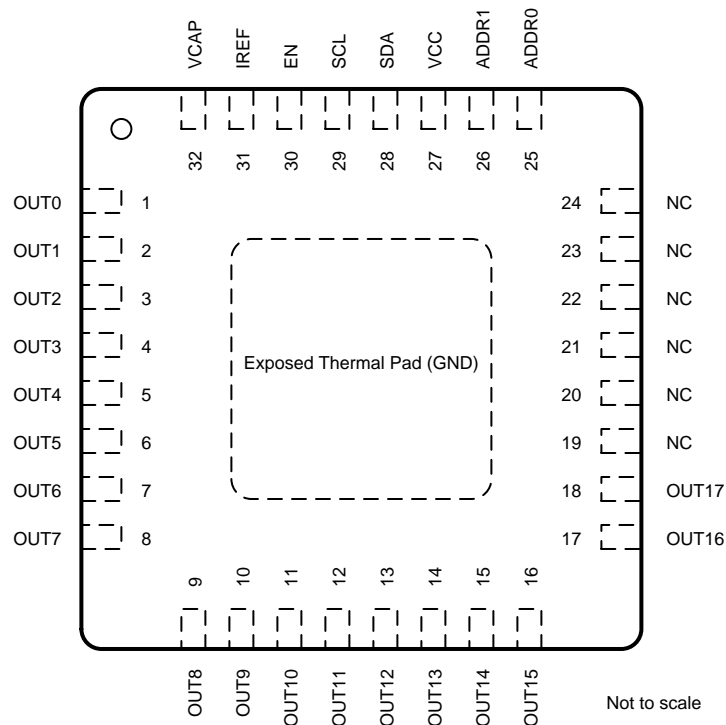 VCAP IREF EN SCL SDA VCC ADDR1 ADDR0
32 31 30 29 28 27 26 25
OUT0 1 24 NC
OUT1 2 23 NC
OUT2 3 22 NC
OUT3 4 21 NC
Exposed Thermal Pad (GND)
OUT4 5 20 NC
OUT5 6 19 NC
OUT6 7 18 OUT17
OUT7 8 17 OUT16
9 10 11 12 13 14 15 16
OUT8 OUT9 OUT10 OUT11 OUT12 OUT13 OUT14 OUT15
Not to scale